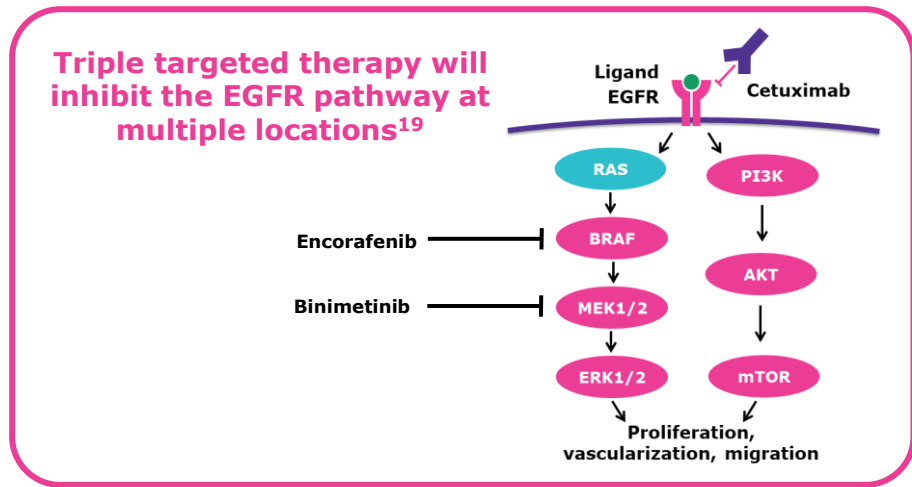 Triple targeted therapy will
inhibit the EGFR pathway at
multiple locations19
Ligand
EGFR
Cetuximab
RAS
PI3K
Encorafenib
BRAF
AKT
Binimetinib
MEK1/2
ERK1/2
mTOR
Proliferation,
vascularization, migration